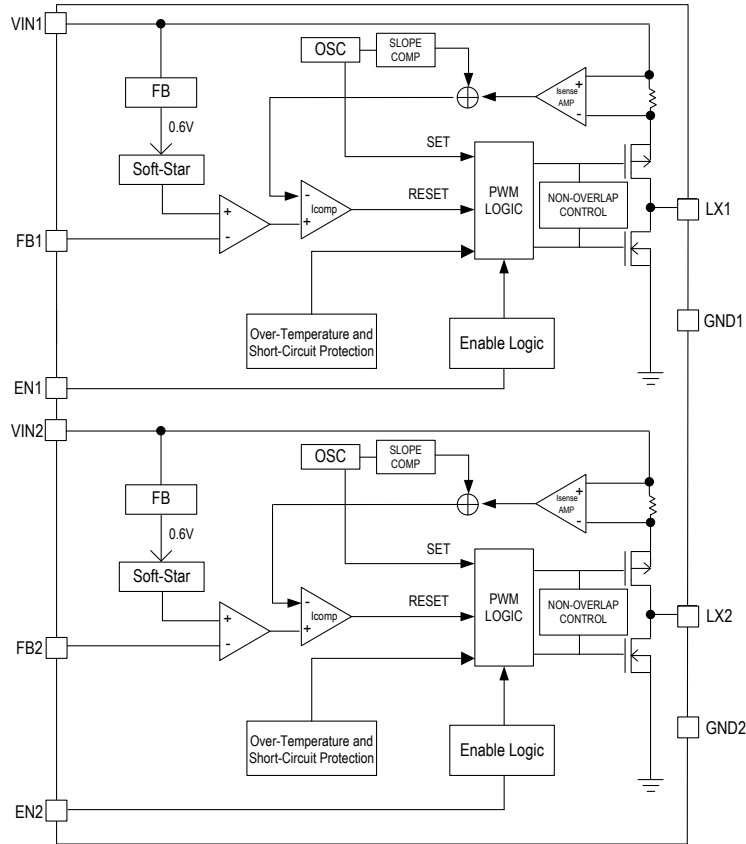 VIN1
OSC
SLOPE
COMP
FB
Isense
AMP
+
-
0.6V
SET
Soft-Star
PWM
LOGIC
NON-OVERLAP
CONTROL
RESET
-
+
Icomp
+
-
LX1
FB1
Over-Temperature and
Short-Circuit Protection
Enable Logic
GND1
EN1
VIN2
OSC
SLOPE
COMP
FB
Isense
AMP
+
-
0.6V
SET
Soft-Star
PWM
LOGIC
NON-OVERLAP
CONTROL
RESET
-
+
Icomp
+
-
LX2
FB2
Over-Temperature and
Short-Circuit Protection
Enable Logic
GND2
EN2